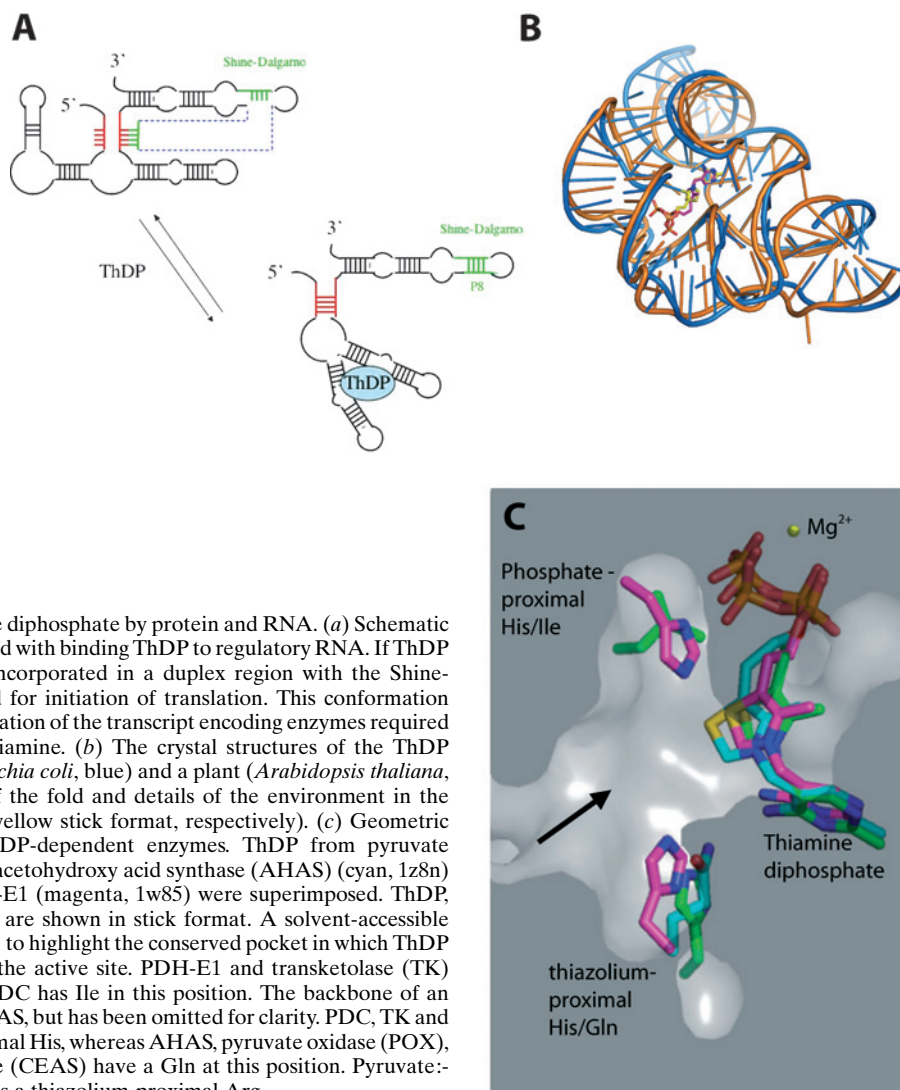 A
B
3`
Shine-Dalgarno
5`
ThDP
3`
Shine-Dalgarno
5`
P8
ThDP
C
Mg2+
Phosphate -
proximal
His/Ile
Thiamine
diphosphate
thiazolium-
proximal
His/Gln
e diphosphate by protein and RNA. (a) Schematic
d with binding ThDP to regulatory RNA. If ThDP
ncorporated in a duplex region with the Shine-
l for initiation of translation. This conformation
ation of the transcript encoding enzymes required
iamine. (b) The crystal structures of the ThDP
chia coli, blue) and a plant (Arabidopsis thaliana,
f the fold and details of the environment in the
yellow stick format, respectively). (c) Geometric
DP-dependent enzymes. ThDP from pyruvate
acetohydroxy acid synthase (AHAS) (cyan, 1z8n)
-E1 (magenta, 1w85) were superimposed. ThDP,
are shown in stick format. A solvent-accessible
to highlight the conserved pocket in which ThDP
the active site. PDH-E1 and transketolase (TK)
DC has Ile in this position. The backbone of an
AS, but has been omitted for clarity. PDC, TK and
mal His, whereas AHAS, pyruvate oxidase (POX),
e (CEAS) have a Gln at this position. Pyruvate:-
s a thiazolium-proximal Arg.